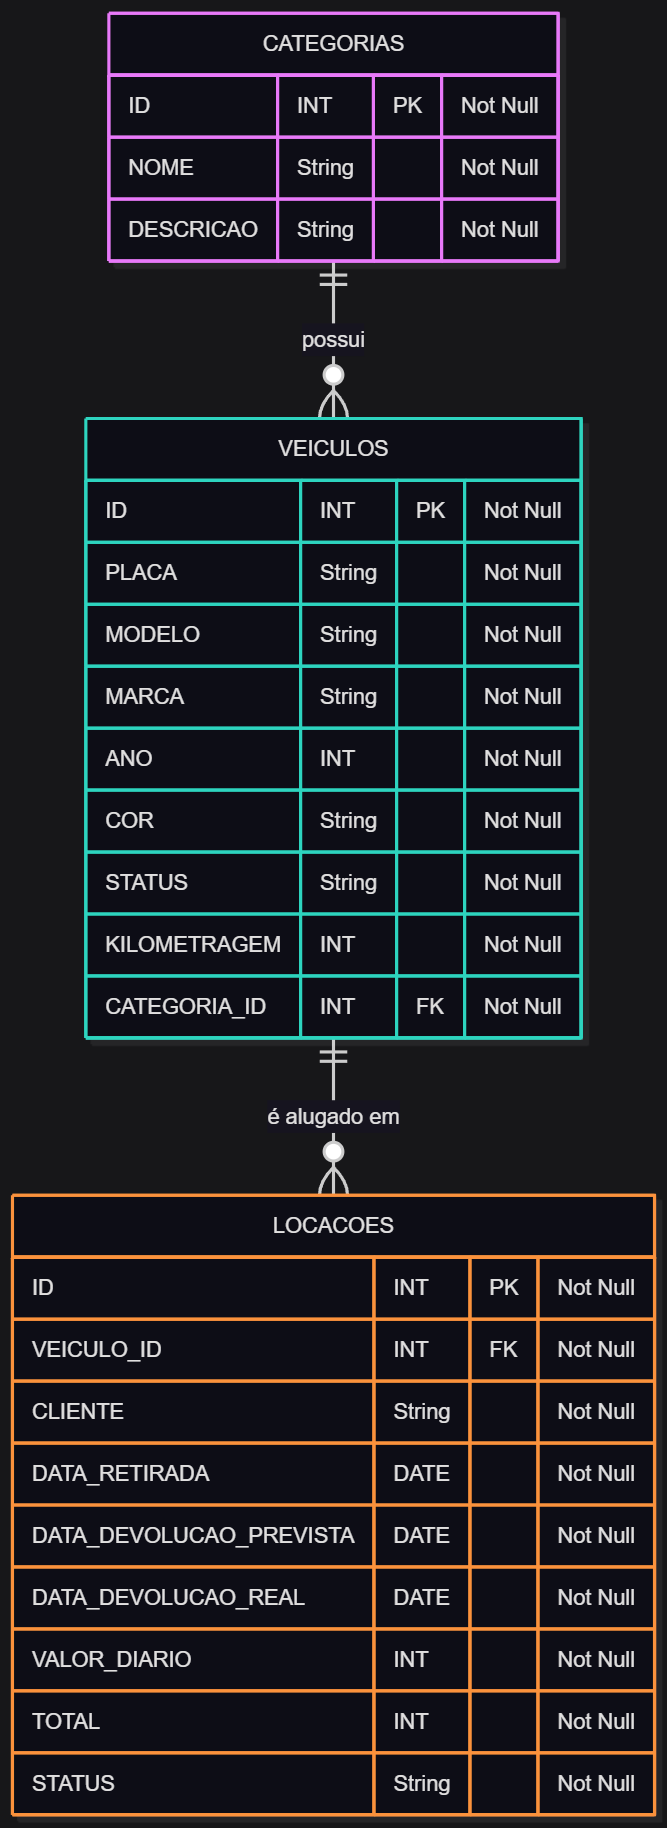 CATEGORIAS
ID INT PK Not Null
NOME String Not Null
DESCRICAO String Not Null
possui
VEICULOS
ID INT PK Not Null
PLACA String Not Null
MODELO String Not Null
MARCA String Not Null
ANO INT Not Null
COR String Not Null
STATUS String Not Null
KILOMETRAGEM INT Not Null
CATEGORIA_ID INT FK Not Null
é alugado em
LOCACOES
ID INT PK Not Null
VEICULO_ID INT FK Not Null
CLIENTE String Not Null
DATA_RETIRADA DATE Not Null
DATA_DEVOLUCAO_PREVISTA DATE Not Null
DATA_DEVOLUCAO_REAL DATE Not Null
VALOR_DIARIO INT Not Null
TOTAL INT Not Null
STATUS String Not Null